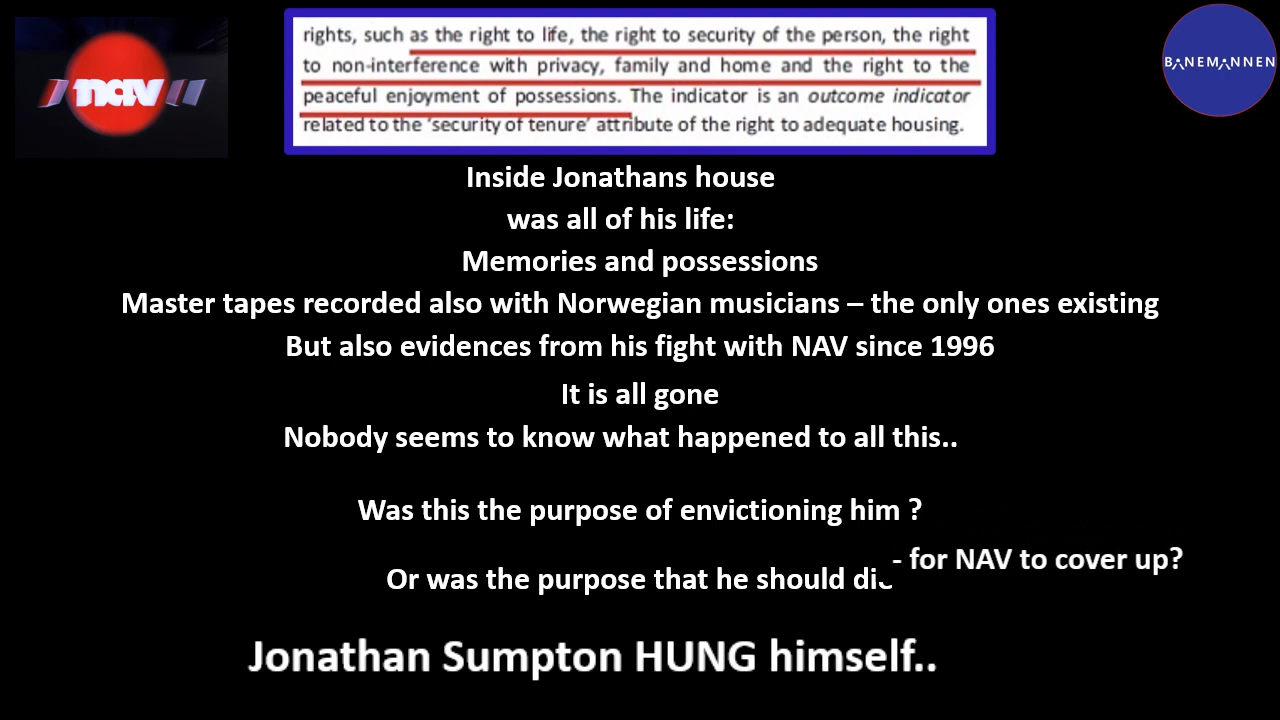 nav
rights, such as the right to life, the right to security of the person, the right
to non-interference with privacy, family and home and the right to the
peaceful enjoyment of possessions. The indicator is an outcome indicator
related to the 'security of tenure' attribute of the right to adequate housing.
BANEMANNEN
Inside Jonathans house
was all of his life:
Memories and possessions
Master tapes recorded also with Norwegian musicians – the only ones existing
But also evidences from his fight with NAV since 1996
It is all gone
Nobody seems to know what happened to all this..
Was this the purpose of envictioning him ?
- for NAV to cover up?
Or was the purpose that he should die
Jonathan Sumpton HUNG himself..